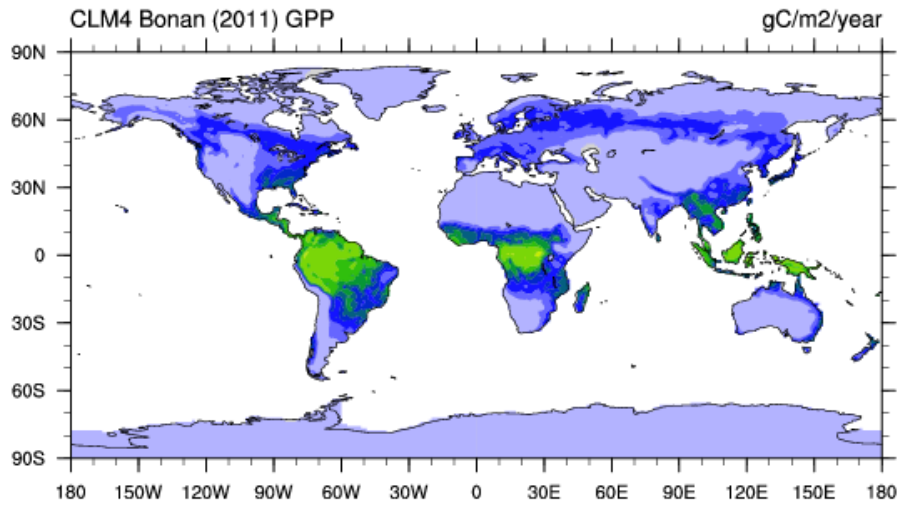 CLM4 Bonan (2011) GPP gC/m2/year
90N
60N
30N
0
30S
60S
90S
180 150W 120W 90W 60W 30W 0 30E 60E 90E 120E 150E 180